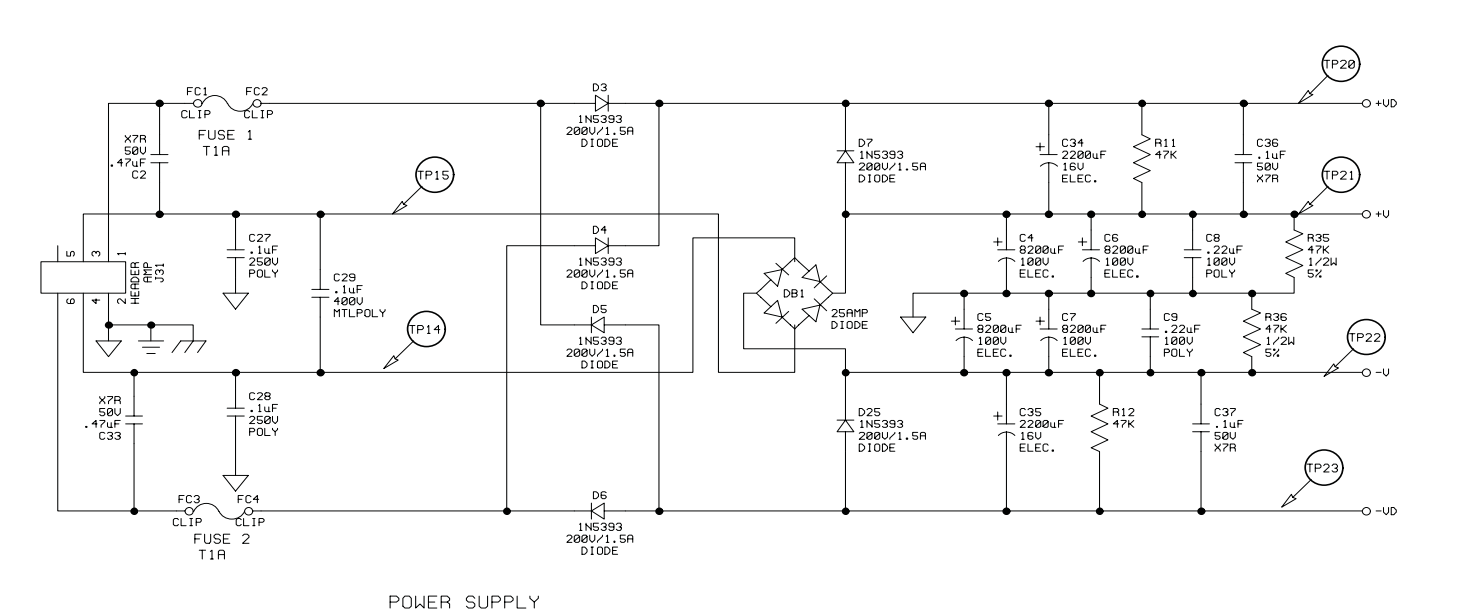 TP20
FC1
FC2
D3
+VD
CLIP
CLIP
FUSE 1
T1A
1N5393
200V/1.5A
DIODE
X7R
50V
.47uF
C2
D7
1N5393
200V/1.5A
DIODE
C34
2200uF
16V
ELEC.
R11
47K
C36
.1uF
50V
X7R
TP15
TP21
+V
5
3
1
HEADER
AMP
J31
6
4
2
C27
.1uF
250V
POLY
C29
.1uF
400V
MTLPOLY
D4
1N5393
200V/1.5A
DIODE
C4
8200uF
100V
ELEC.
C6
8200uF
100V
ELEC.
C8
.22uF
100V
POLY
R35
47K
1/2W
5%
DB1
25AMP
DIODE
D5
1N5393
200V/1.5A
DIODE
C5
8200uF
100V
ELEC.
C7
8200uF
100V
ELEC.
C9
.22uF
100V
POLY
R36
47K
1/2W
5%
TP14
TP22
-V
X7R
50V
.47uF
C33
C28
.1uF
250V
POLY
D25
1N5393
200V/1.5A
DIODE
C35
2200uF
16V
ELEC.
R12
47K
C37
.1uF
50V
X7R
TP23
FC3
FC4
D6
-VD
CLIP
CLIP
FUSE 2
T1A
1N5393
200V/1.5A
DIODE
POWER SUPPLY